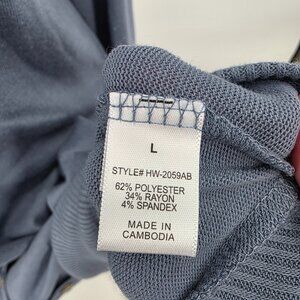 L
STYLE# HW-2059AB
62% POLYESTER
34% RAYON
4% SPANDEX
MADE IN
CAMBODIA